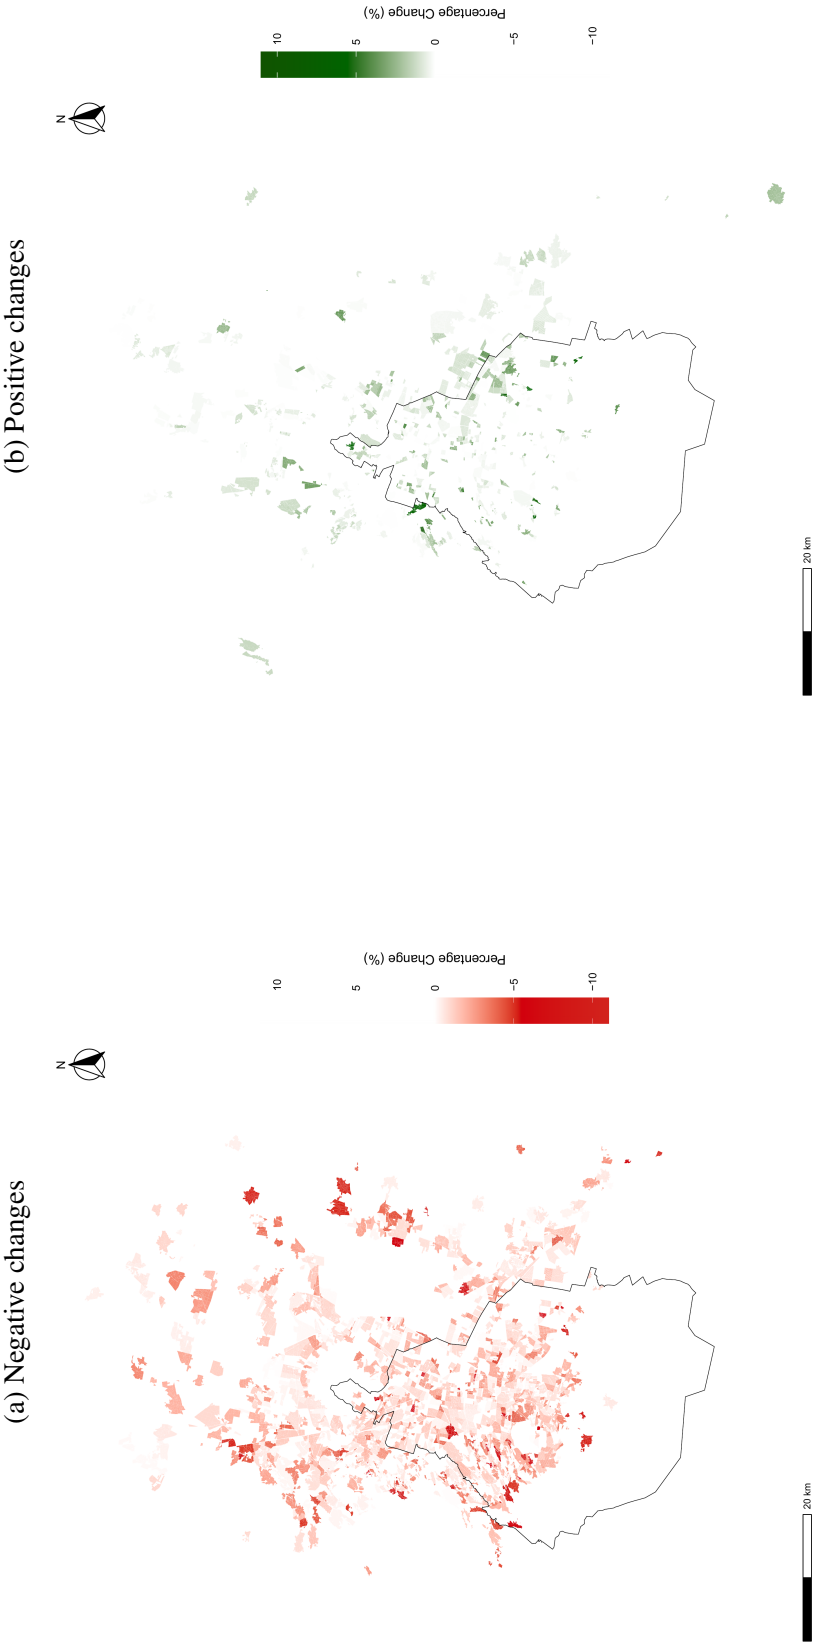 (a) Negative changes
N
10
5
0
−5
−10
Percentage Change (%)
20 km
(b) Positive changes
N
10
5
0
−5
−10
Percentage Change (%)
20 km